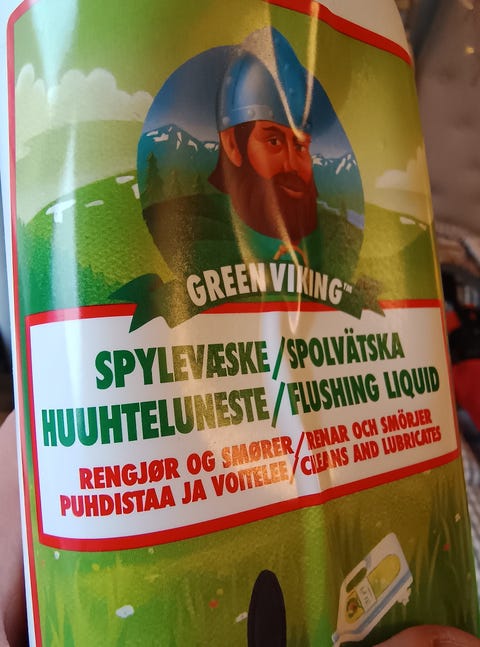 GREEN VIKING™
SPYLEVÆSKE/SPOLVÄTSKA
HUUHTELUNESTE/FLUSHING LIQUID
RENGJØR OG SMØRER/RENAR OCH SMÖRJER
PUHDISTAA JA VOITELEE/CLEANS AND LUBRICATES